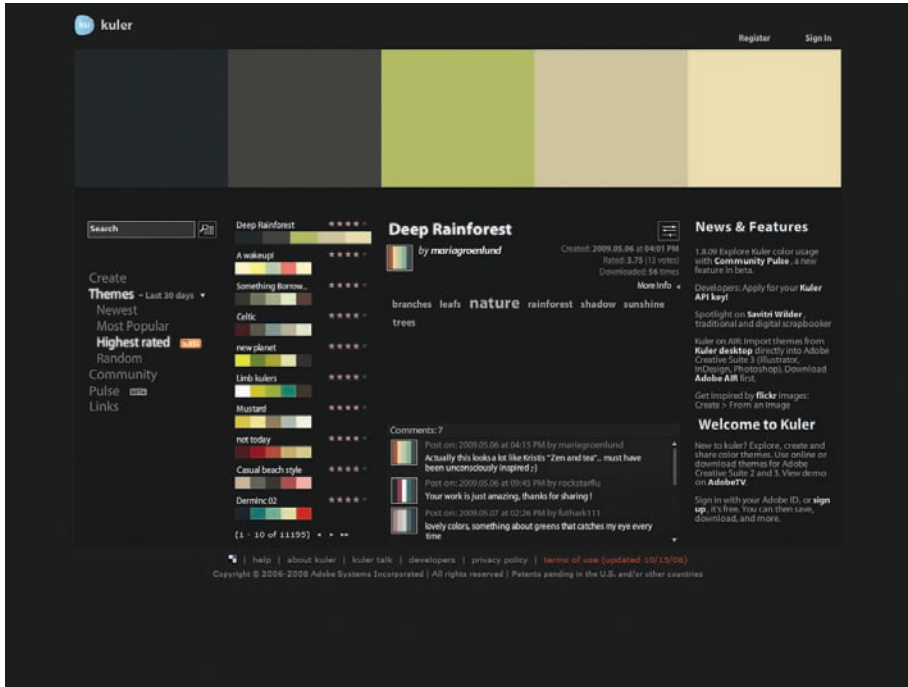 ku kuler
Register Sign In
Search
Create
Themes - Last 30 days
Newest
Most Popular
Highest rated
Random
Community
Pulse BETA
Links
Deep Rainforest
A wakeup!
Something Borrow...
Celtic
new planet
Limb kulers
Mustard
not today
Casual beach style
Derminc 02
(1 - 10 of 11195)
Deep Rainforest
by mariagroenlund
Created: 2009.05.06 at 04:01 PM
Rated: 3.75 (13 votes)
Downloaded: 56 times
More Info
branches leafs nature rainforest shadow sunshine
trees
Comments: 7
Post on: 2009.05.06 at 04:15 PM by mariagroenlund
Actually this looks a lot like Kristis "Zen and tea".. must have
been unconsciously inspired ;)
Post on: 2009.05.06 at 09:45 PM by rockstarflu
Your work is just amazing, thanks for sharing !
Post on: 2009.05.07 at 02:26 PM by futhark111
lovely colors, something about greens that catches my eye every
time
News & Features
1.8.09 Explore Kuler color usage
with Community Pulse, a new
feature in beta.
Developers: Apply for your Kuler
API key!
Spotlight on Savitri Wilder,
traditional and digital scrapbooker
Kuler on AIR: Import themes from
Kuler desktop directly into Adobe
Creative Suite 3 (Illustrator,
InDesign, Photoshop). Download
Adobe AIR first.
Get inspired by flickr images:
Create > From an Image
Welcome to Kuler
New to kuler? Explore, create and
share color themes. Use online or
download themes for Adobe
Creative Suite 2 and 3. View demo
on AdobeTV.
Sign in with your Adobe ID, or sign
up, it's free. You can then save,
download, and more.
| help | about kuler | kuler talk | developers | privacy policy | terms of use (updated 10/15/08)
Copyright © 2006-2008 Adobe Systems Incorporated | All rights reserved | Patents pending in the U.S. and/or other countries